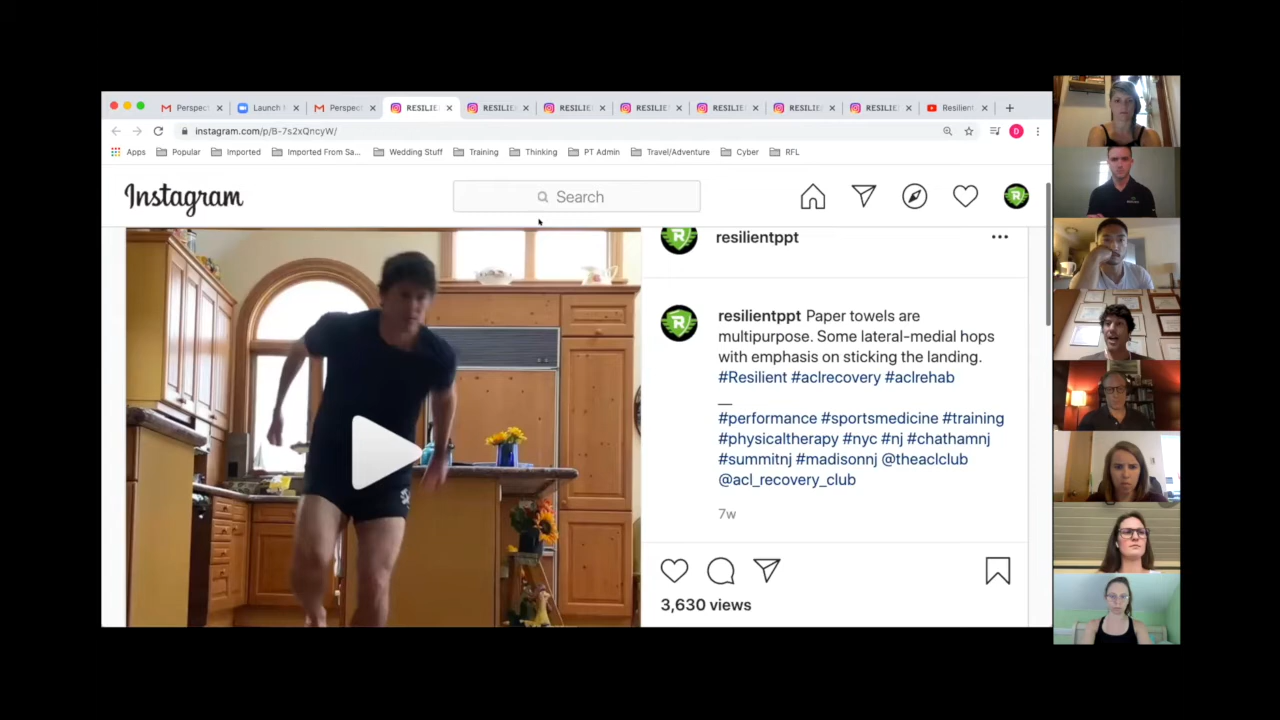 Perspect
Launch
Perspect
RESILIE
RESILIE
RESILIE
RESILIE
RESILIE
RESILIE
RESILIE
Resilient
instagram.com/p/B-7s2xQncyW/
D
Apps
Popular
Imported
Imported From Sa...
Wedding Stuff
Training
Thinking
PT Admin
Travel/Adventure
Cyber
RFL
Instagram
Search
R
R
resilientppt
R
resilientppt Paper towels are
multipurpose. Some lateral-medial hops
with emphasis on sticking the landing.
#Resilient #aclrecovery #aclrehab
—
#performance #sportsmedicine #training
#physicaltherapy #nyc #nj #chathamnj
#summitnj #madisonnj @theaclclub
@acl_recovery_club
7w
3,630 views